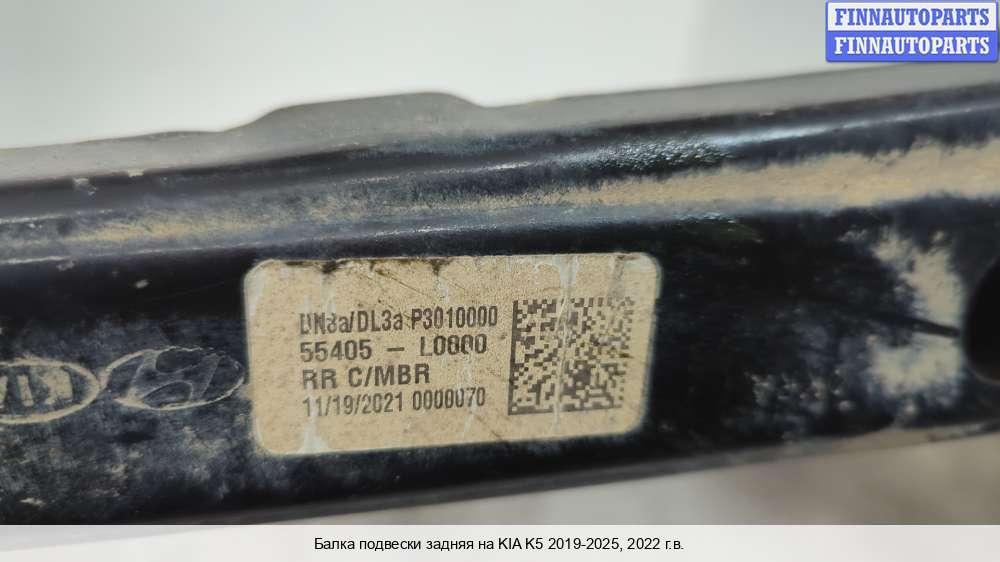 FINNAUTOPARTS
FINNAUTOPARTS
DN8a/DL3a P3010000
55405 - L0000
RR C/MBR
11/19/2021 0000070
KIA
Балка подвески задняя на KIA K5 2019-2025, 2022 г.в.